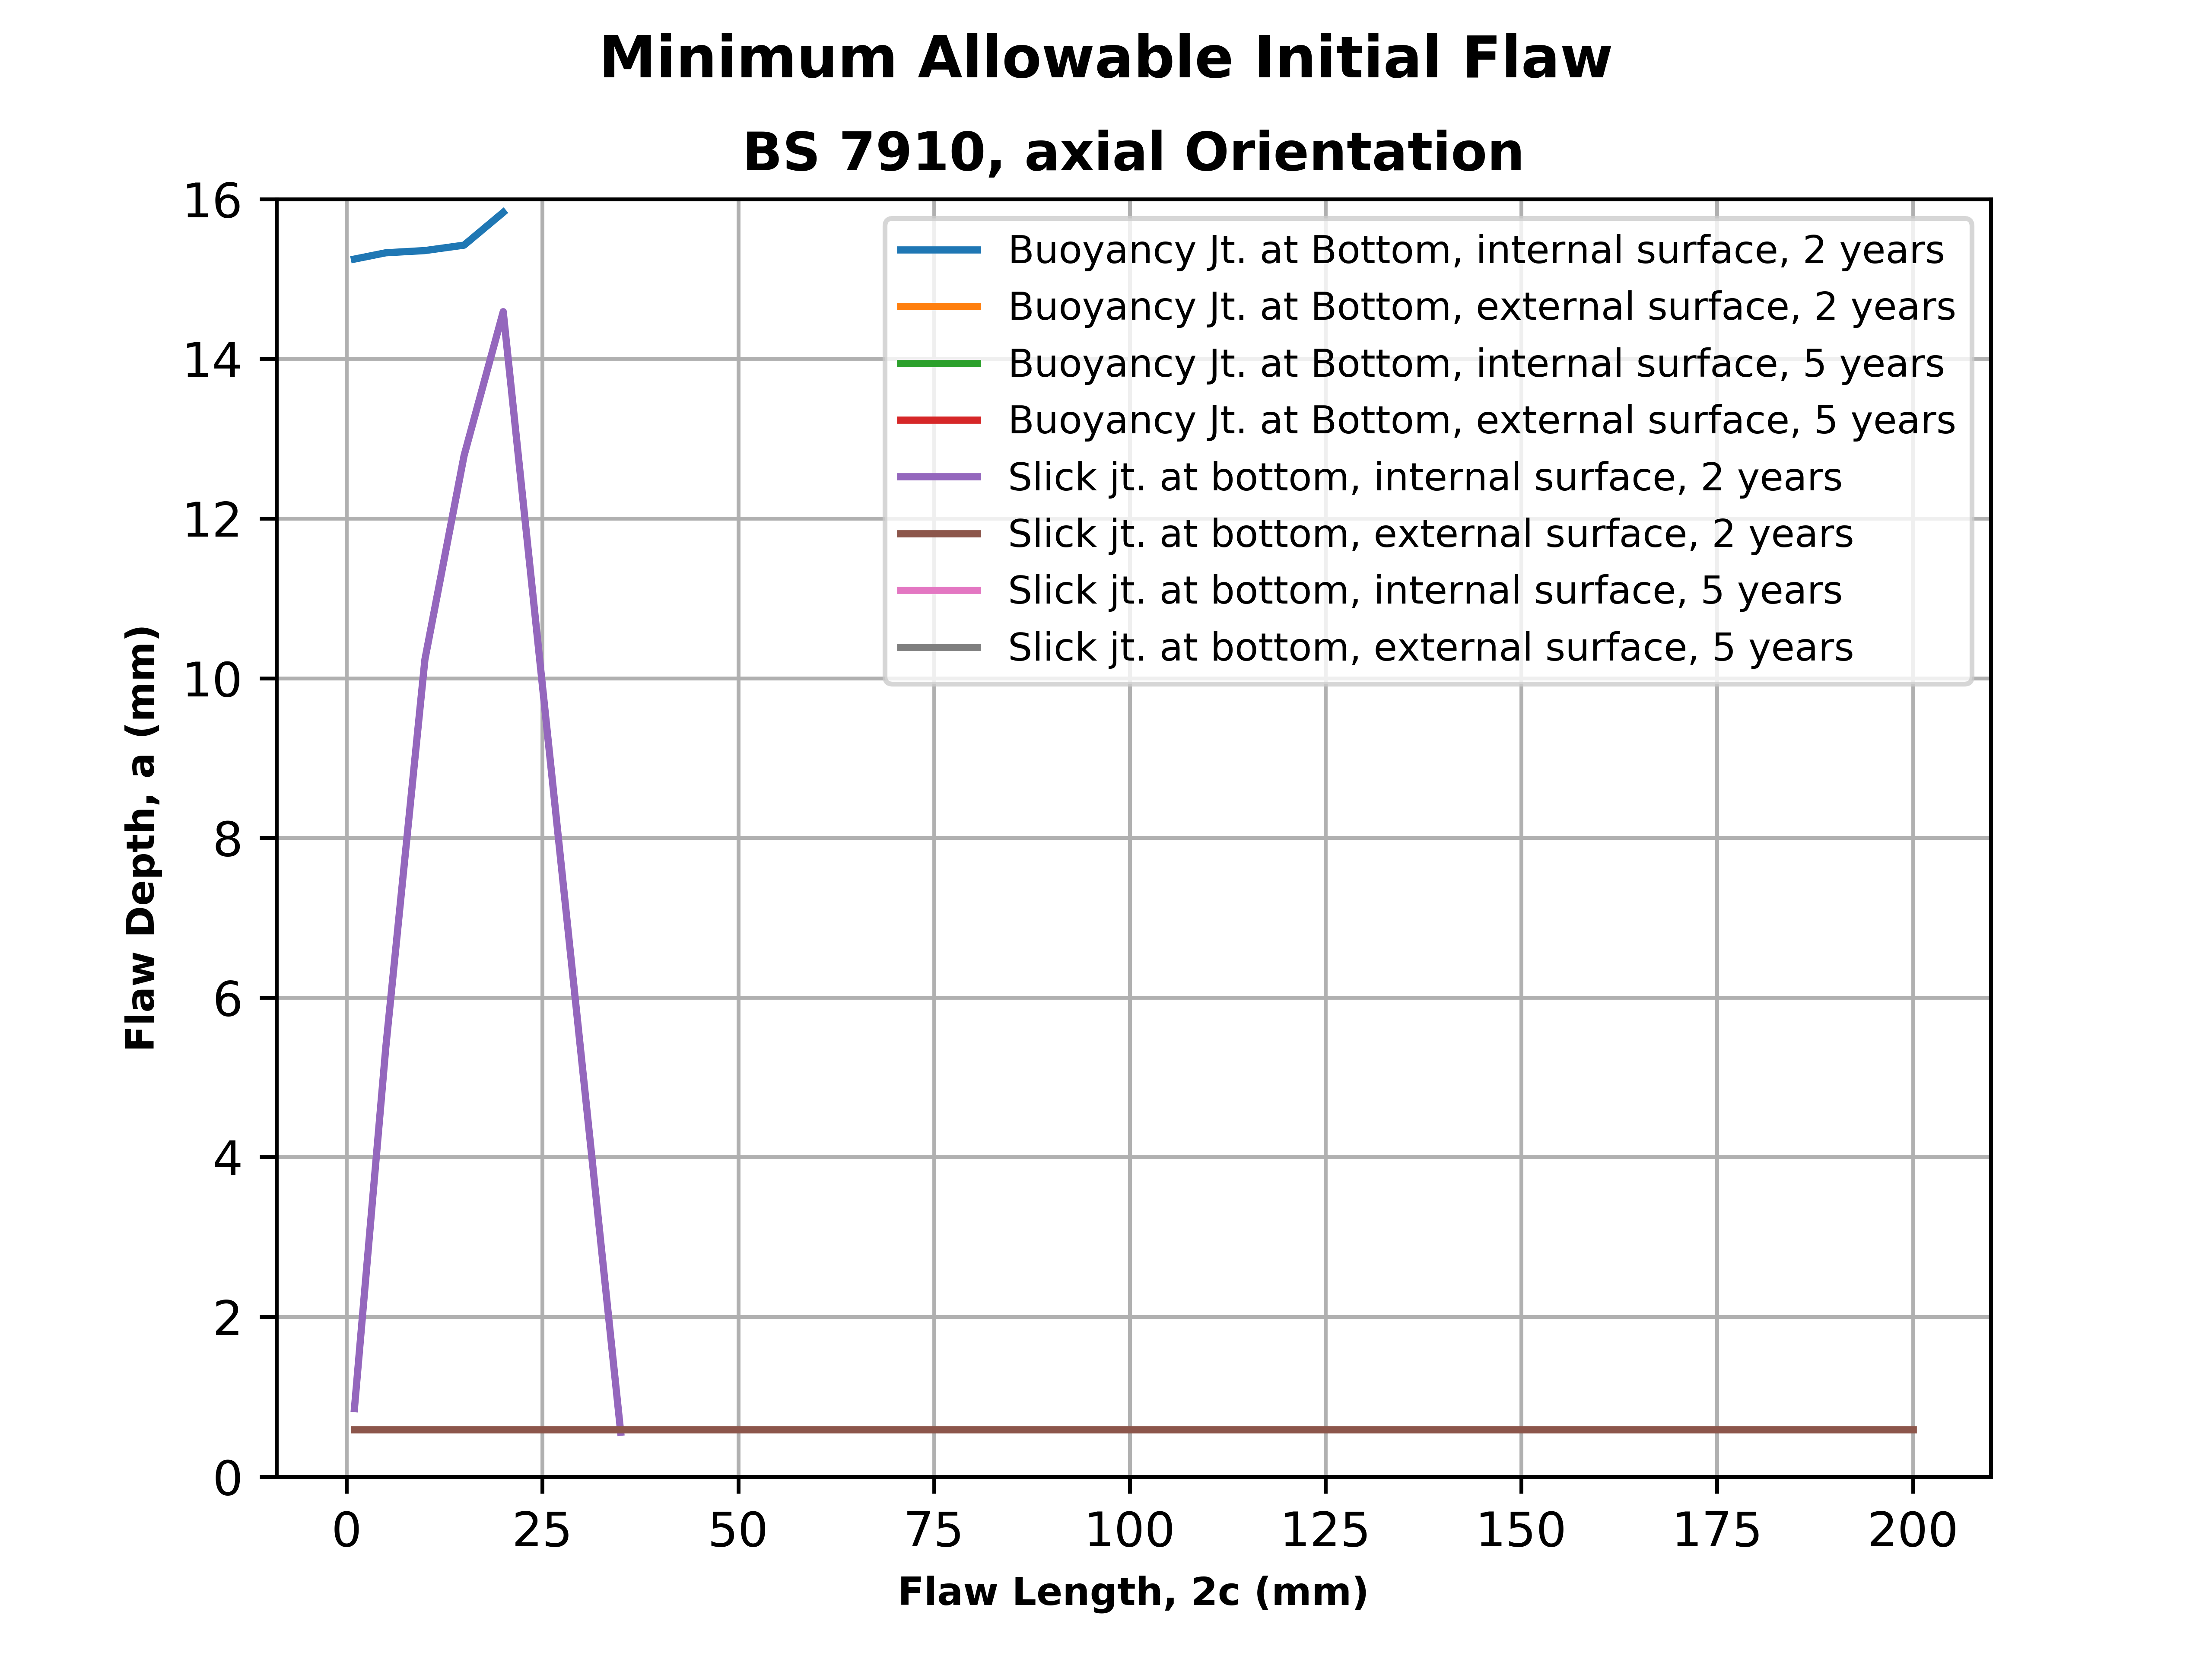 Minimum Allowable Initial Flaw
BS 7910, axial Orientation
Buoyancy Jt. at Bottom, internal surface, 2 years
Buoyancy Jt. at Bottom, external surface, 2 years
Buoyancy Jt. at Bottom, internal surface, 5 years
Buoyancy Jt. at Bottom, external surface, 5 years
Slick jt. at bottom, internal surface, 2 years
Slick jt. at bottom, external surface, 2 years
Slick jt. at bottom, internal surface, 5 years
Slick jt. at bottom, external surface, 5 years
Flaw Depth, a (mm)
16
14
12
10
8
6
4
2
0
0 25 50 75 100 125 150 175 200
Flaw Length, 2c (mm)